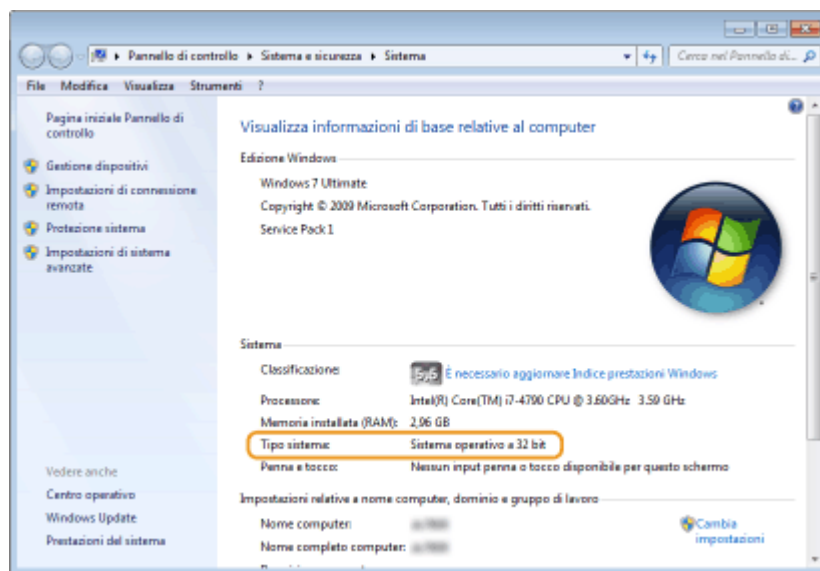 Pannello di controllo ▸ Sistema e sicurezza ▸ Sistema
Cerca nel Pannello di...
File Modifica Visualizza Strumenti ?
Pagina iniziale Pannello di
controllo
Gestione dispositivi
Impostazioni di connessione
remota
Protezione sistema
Impostazioni di sistema
avanzate
Vedere anche
Centro operativo
Windows Update
Prestazioni del sistema
Visualizza informazioni di base relative al computer
Edizione Windows
Windows 7 Ultimate
Copyright © 2009 Microsoft Corporation. Tutti i diritti riservati.
Service Pack 1
Sistema
Classificazione: 5,6 È necessario aggiornare Indice prestazioni Windows
Processore: Intel(R) Core(TM) i7-4790 CPU @ 3.60GHz 3.59 GHz
Memoria installata (RAM): 2,96 GB
Tipo sistema: Sistema operativo a 32 bit
Penna e tocco: Nessun input penna o tocco disponibile per questo schermo
Impostazioni relative a nome computer, dominio e gruppo di lavoro
Nome computer:
Cambia
impostazioni
Nome completo computer: